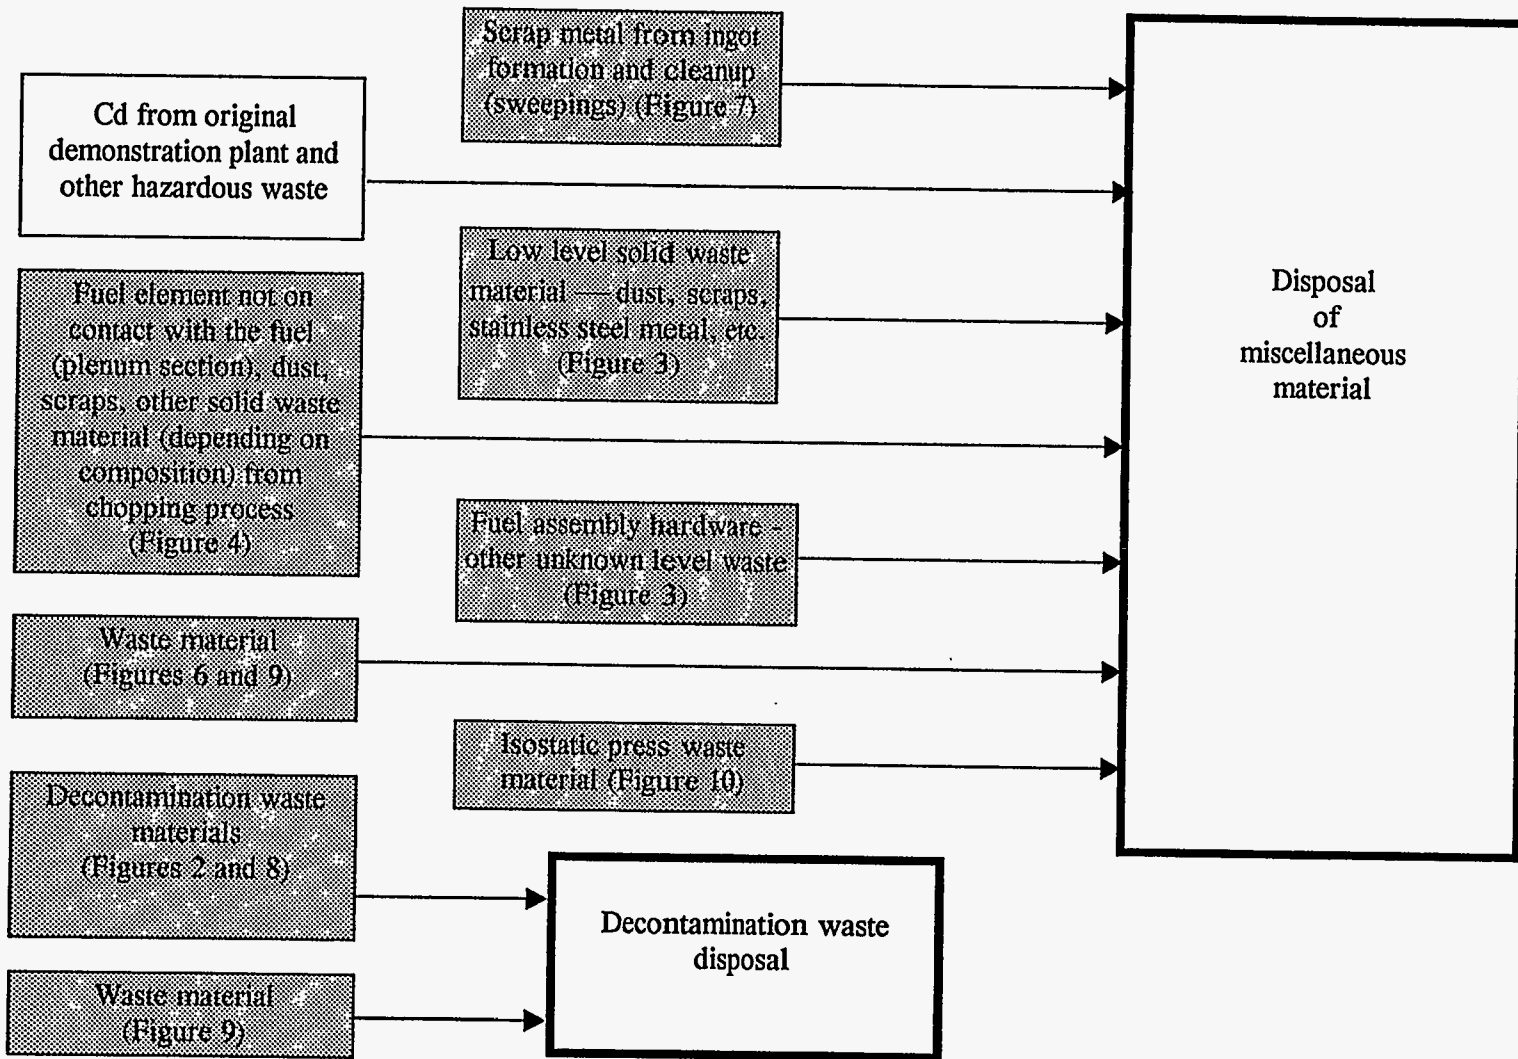 Scrap metal from ingot
formation and cleanup
(sweepings) (Figure 7)
Cd from original
demonstration plant and
other hazardous waste
Low level solid waste
material — dust, scraps,
stainless steel metal, etc.
(Figure 3)
Fuel element not on
contact with the fuel
(plenum section), dust,
scraps, other solid waste
material (depending on
composition) from
chopping process
(Figure 4)
Fuel assembly hardware -
other unknown level waste
(Figure 3)
Waste material
(Figures 6 and 9)
Isostatic press waste
material (Figure 10)
Disposal
of
miscellaneous
material
Decontamination waste
materials
(Figures 2 and 8)
Waste material
(Figure 9)
Decontamination waste
disposal